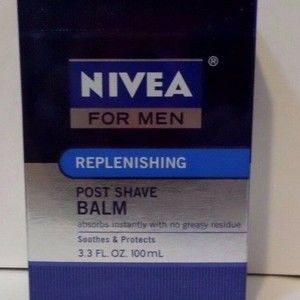 NIVEA®
FOR MEN
REPLENISHING
POST SHAVE
BALM
absorbs instantly with no greasy residue
Soothes & Protects
3.3 FL. OZ. 100mL